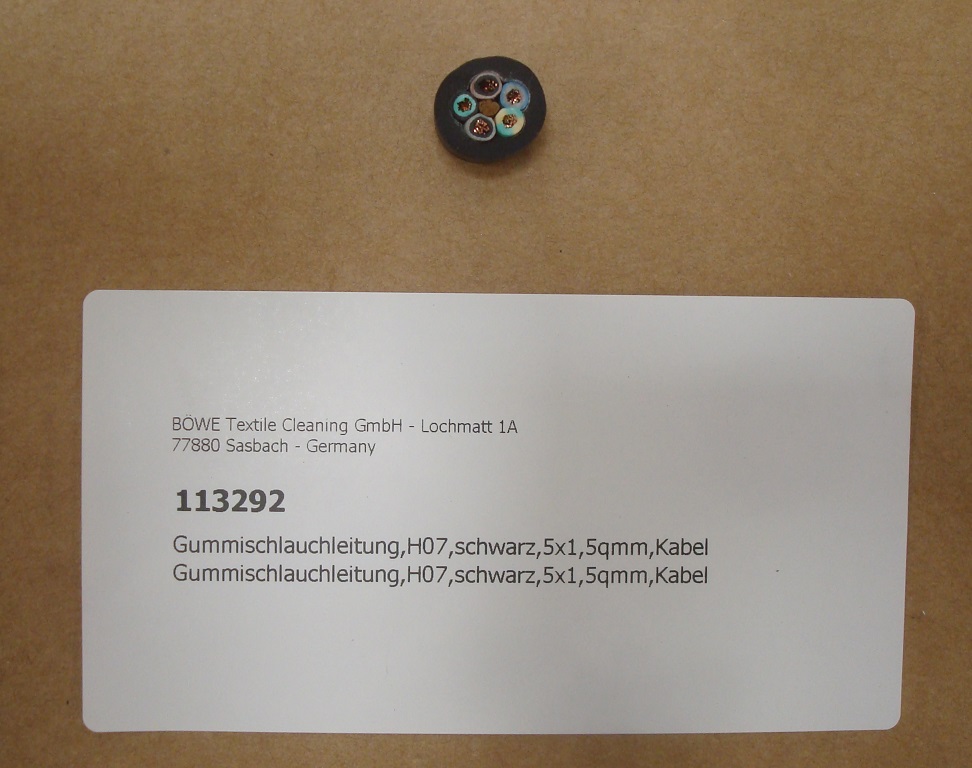 BÖWE Textile Cleaning GmbH - Lochmatt 1A
77880 Sasbach - Germany
113292
Gummischlauchleitung,H07,schwarz,5x1,5qmm,Kabel
Gummischlauchleitung,H07,schwarz,5x1,5qmm,Kabel